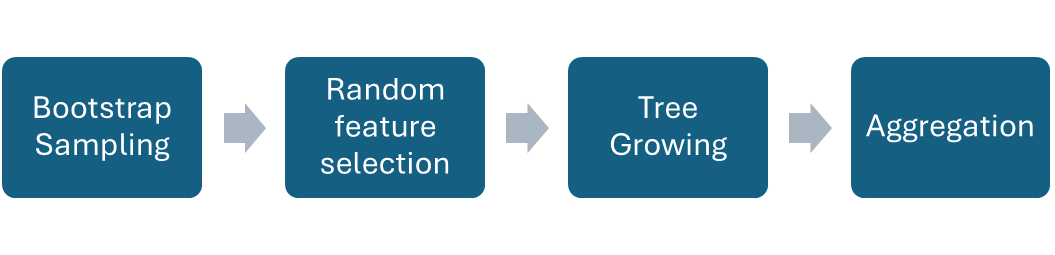 Bootstrap
Sampling
Random
feature
selection
Tree
Growing
Aggregation